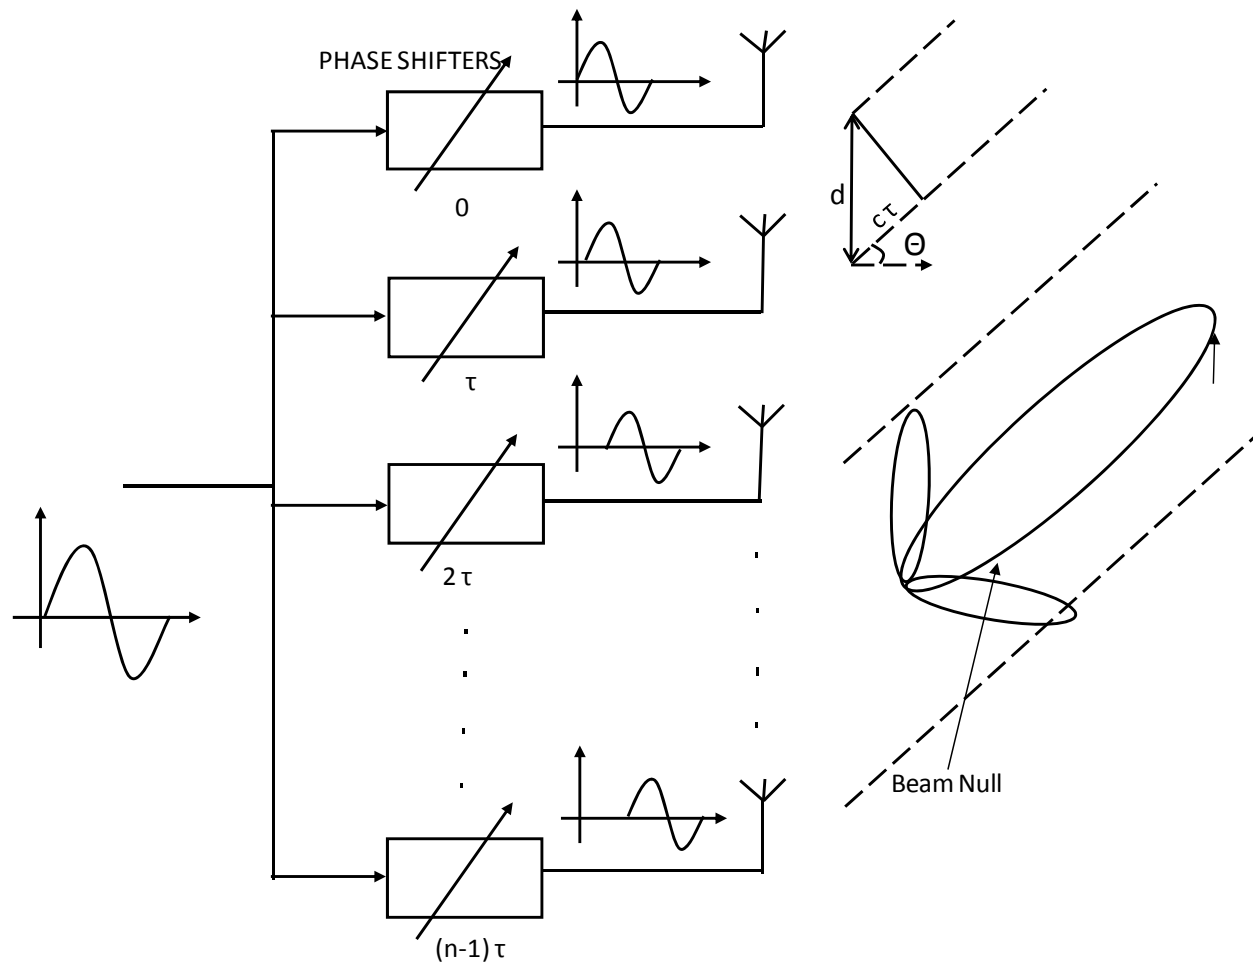 PHASE SHIFTERS
0
τ
2 τ
(n-1) τ
d
c τ
Θ
Beam Null